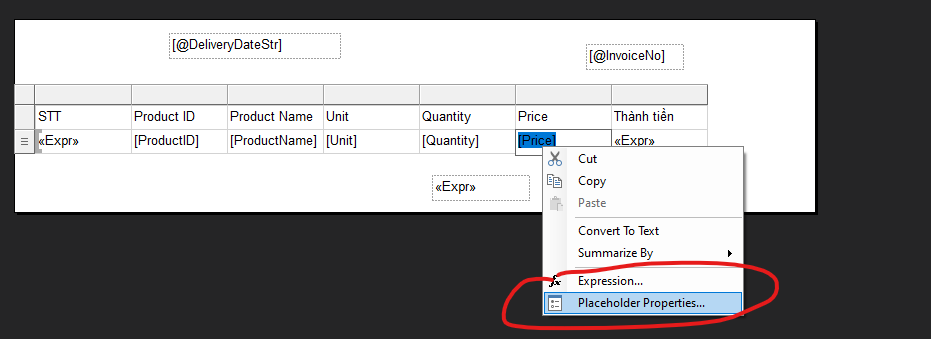 [@DeliveryDateStr]
[@InvoiceNo]
STT Product ID Product Name Unit Quantity Price Thành tiền
«Expr» [ProductID] [ProductName] [Unit] [Quantity] [Price] «Expr»
«Expr»
Cut
Copy
Paste
Convert To Text
Summarize By
fx Expression...
Placeholder Properties...